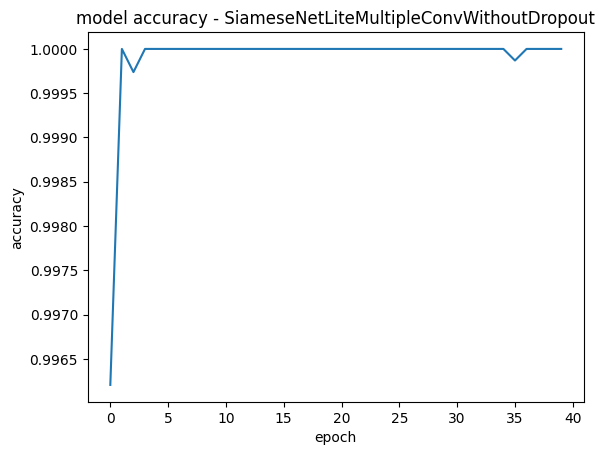 model accuracy - SiameseNetLiteMultipleConvWithoutDropout
1.0000
0.9995
0.9990
0.9985
0.9980
0.9975
0.9970
0.9965
accuracy
0 5 10 15 20 25 30 35 40
epoch